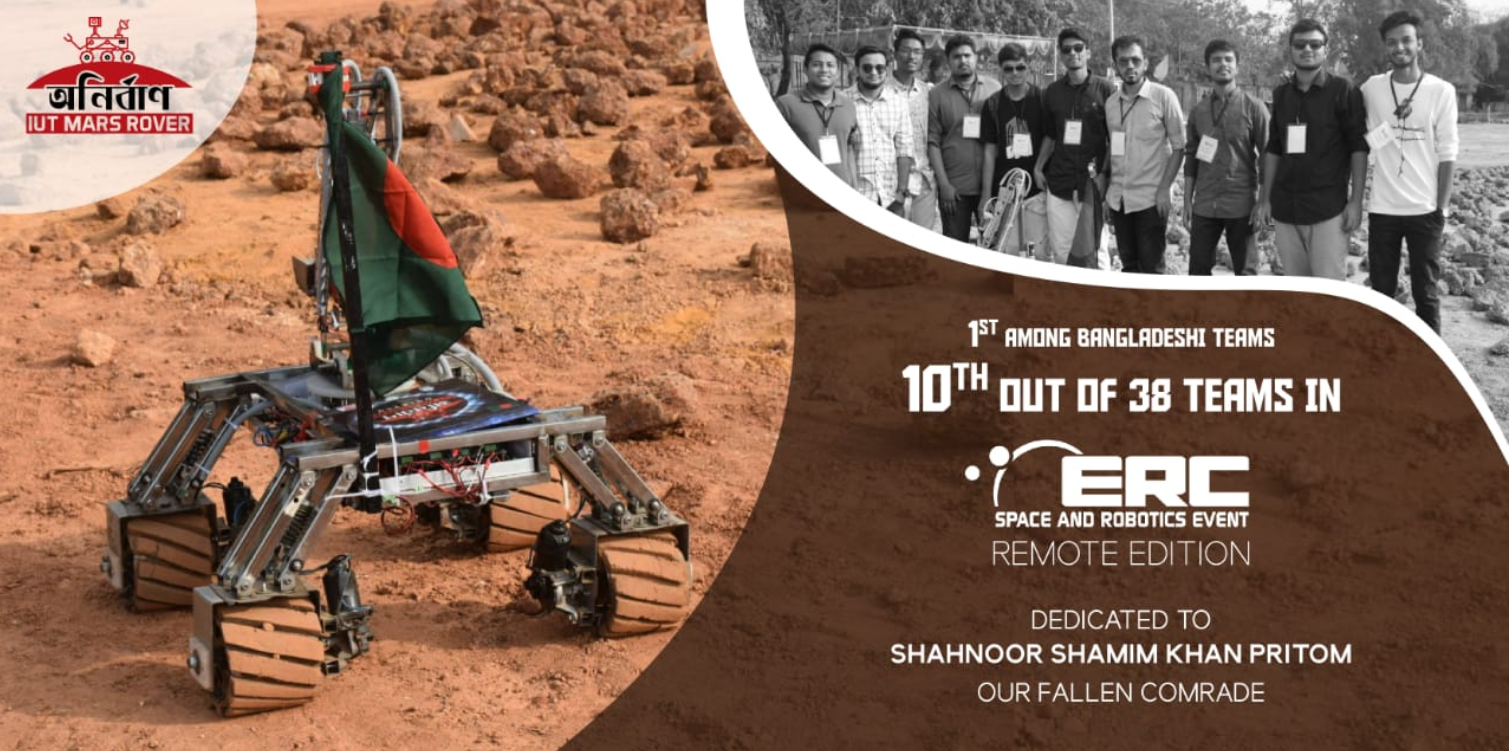 অনির্বাণ
IUT MARS ROVER
1ST AMONG BANGLADESHI TEAMS
10TH OUT OF 38 TEAMS IN
ERC
SPACE AND ROBOTICS EVENT
REMOTE EDITION
DEDICATED TO
SHAHNOOR SHAMIM KHAN PRITOM
OUR FALLEN COMRADE